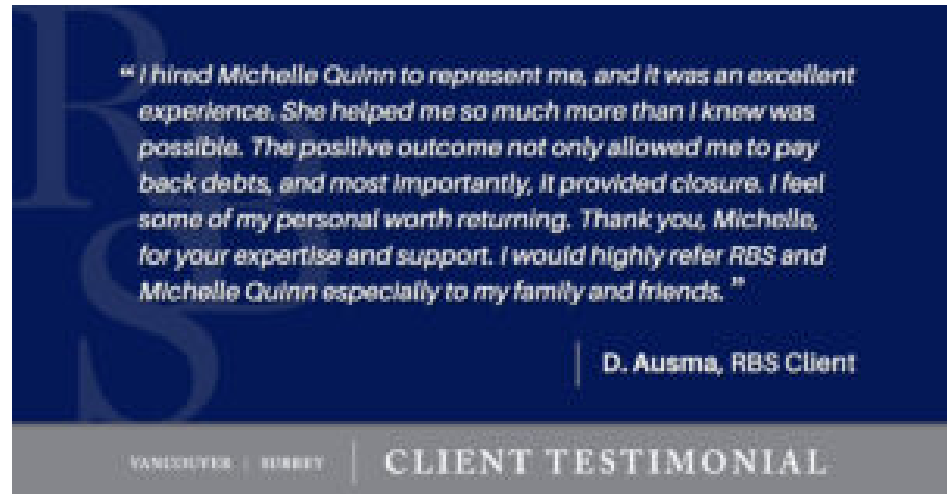 “ I hired Michelle Quinn to represent me, and it was an excellent
experience. She helped me so much more than I knew was
possible. The positive outcome not only allowed me to pay
back debts, and most importantly, it provided closure. I feel
some of my personal worth returning. Thank you, Michelle,
for your expertise and support. I would highly refer RBS and
Michelle Quinn especially to my family and friends. ”
D. Ausma, RBS Client
VANCOUVER | SURREY | CLIENT TESTIMONIAL
RBS